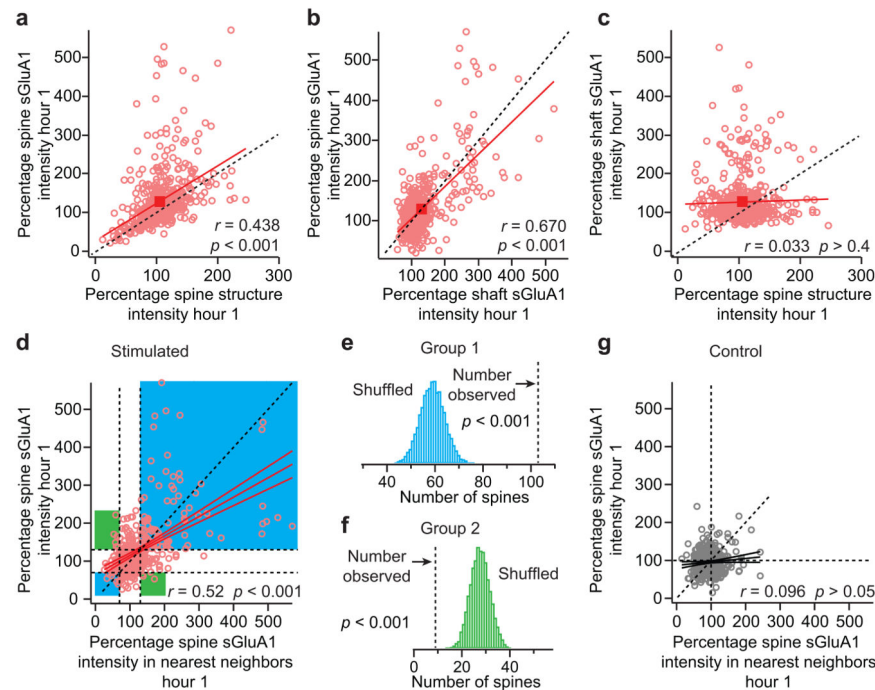 a
Percentage spine sGluA1
intensity hour 1
500
400
300
200
100
0
0
100
200
300
r = 0.438
p < 0.001
Percentage spine structure
intensity hour 1
b
Percentage spine sGluA1
intensity hour 1
500
400
300
200
100
100 200 300 400 500
r = 0.670
p < 0.001
Percentage shaft sGluA1
intensity hour 1
c
Percentage shaft sGluA1
intensity hour 1
500
400
300
200
100
0
0
100
200
300
r = 0.033 p > 0.4
Percentage spine structure
intensity hour 1
d
Stimulated
Percentage spine sGluA1
intensity hour 1
500
400
300
200
100
0
0 100 200 300 400 500
r = 0.52 p < 0.001
Percentage spine sGluA1
intensity in nearest neighbors
hour 1
e
Group 1
Shuffled
Number
observed
p < 0.001
40
60
80
100
Number of spines
f
Group 2
Number
observed
Shuffled
p < 0.001
0
20
40
Number of spines
g
Control
Percentage spine sGluA1
intensity hour 1
500
400
300
200
100
0
0 100 200 300 400 500
r = 0.096 p > 0.05
Percentage spine sGluA1
intensity in nearest neighbors
hour 1